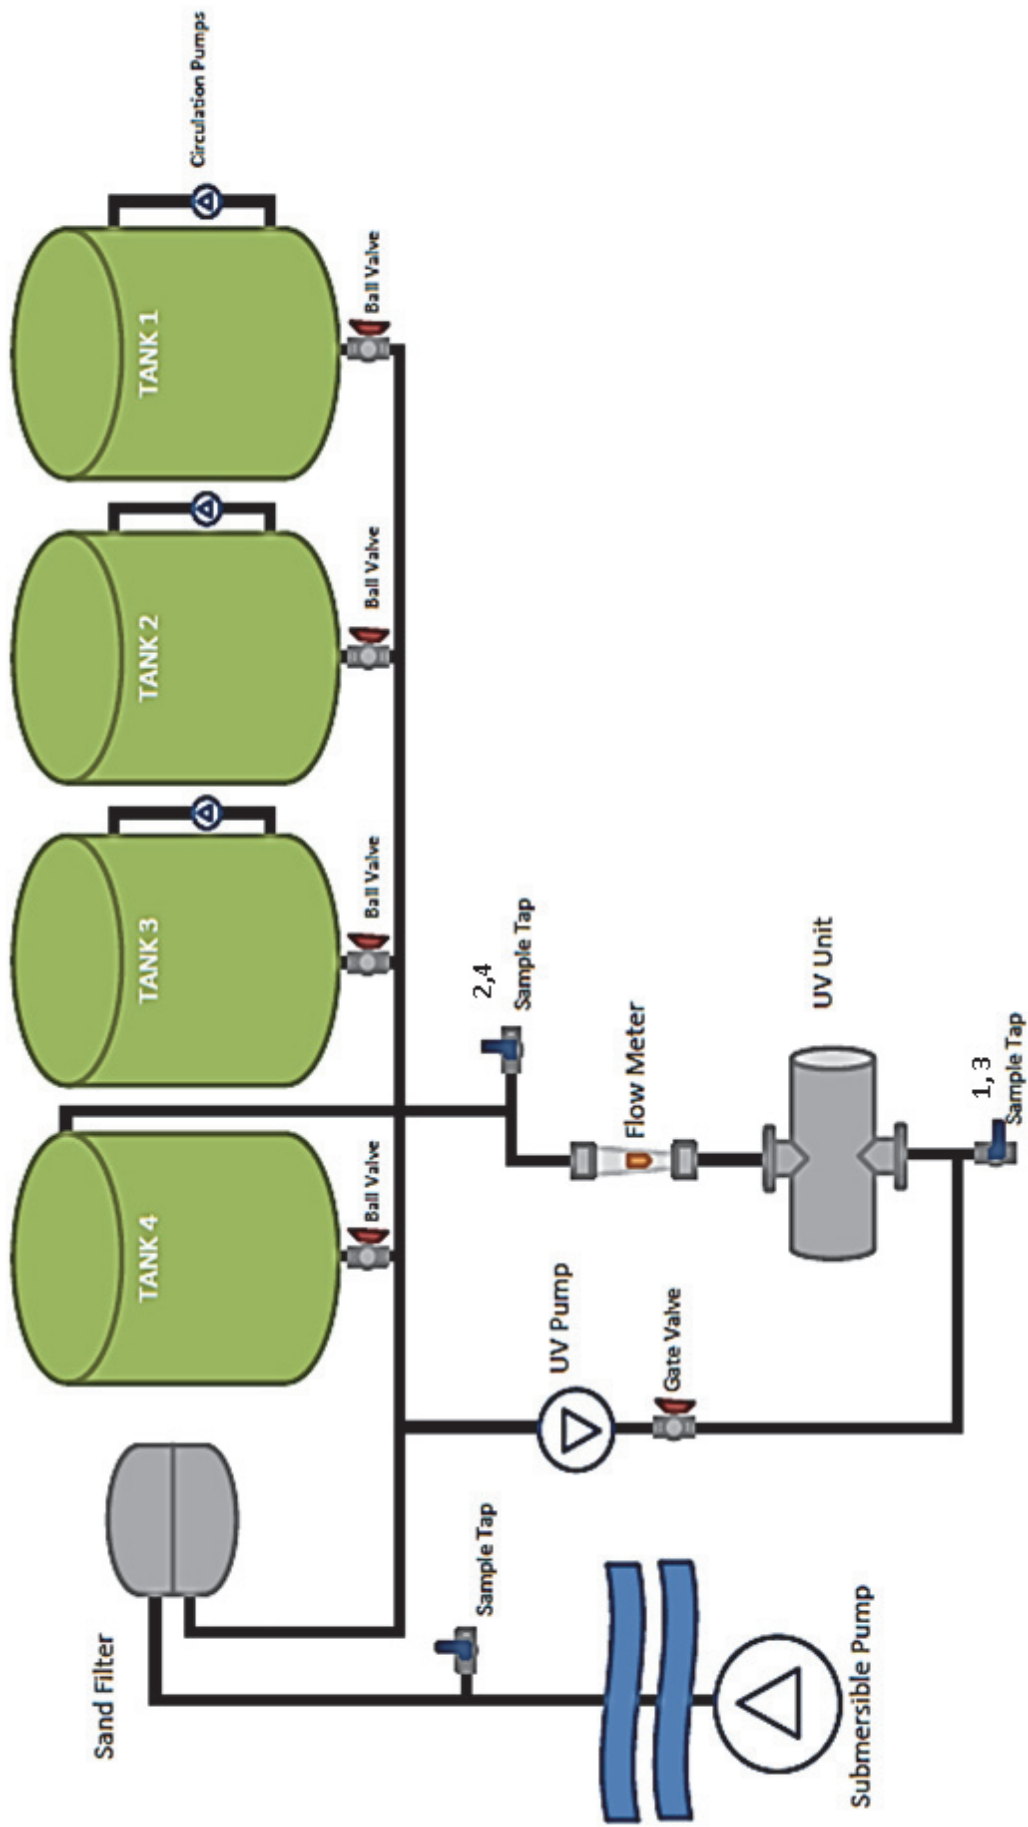 Sand Filter
TANK 4
TANK 3
TANK 2
TANK 1
Circulation Pumps
Ball Valve
Ball Valve
Ball Valve
Ball Valve
Sample Tap
2,4
Sample Tap
UV Pump
Flow Meter
Gate Valve
UV Unit
Submersible Pump
1, 3
Sample Tap